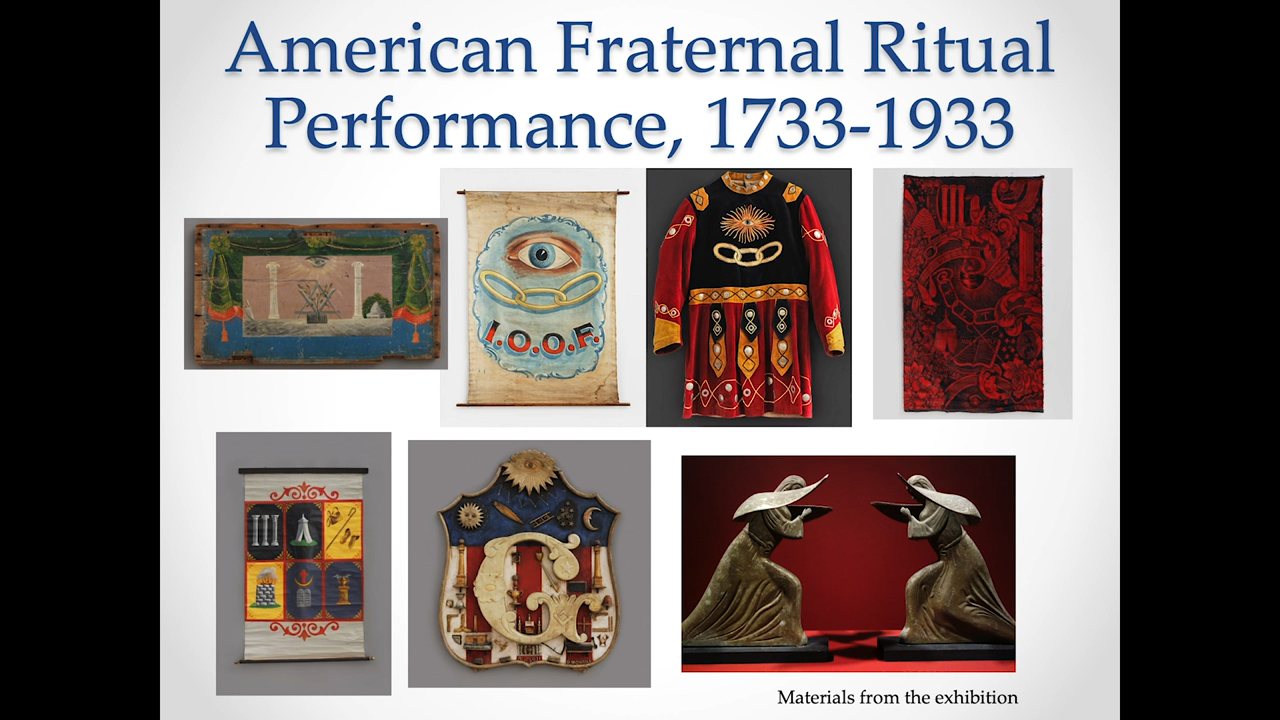 American Fraternal Ritual
Performance, 1733-1933
I.O.O.F.
G
Materials from the exhibition